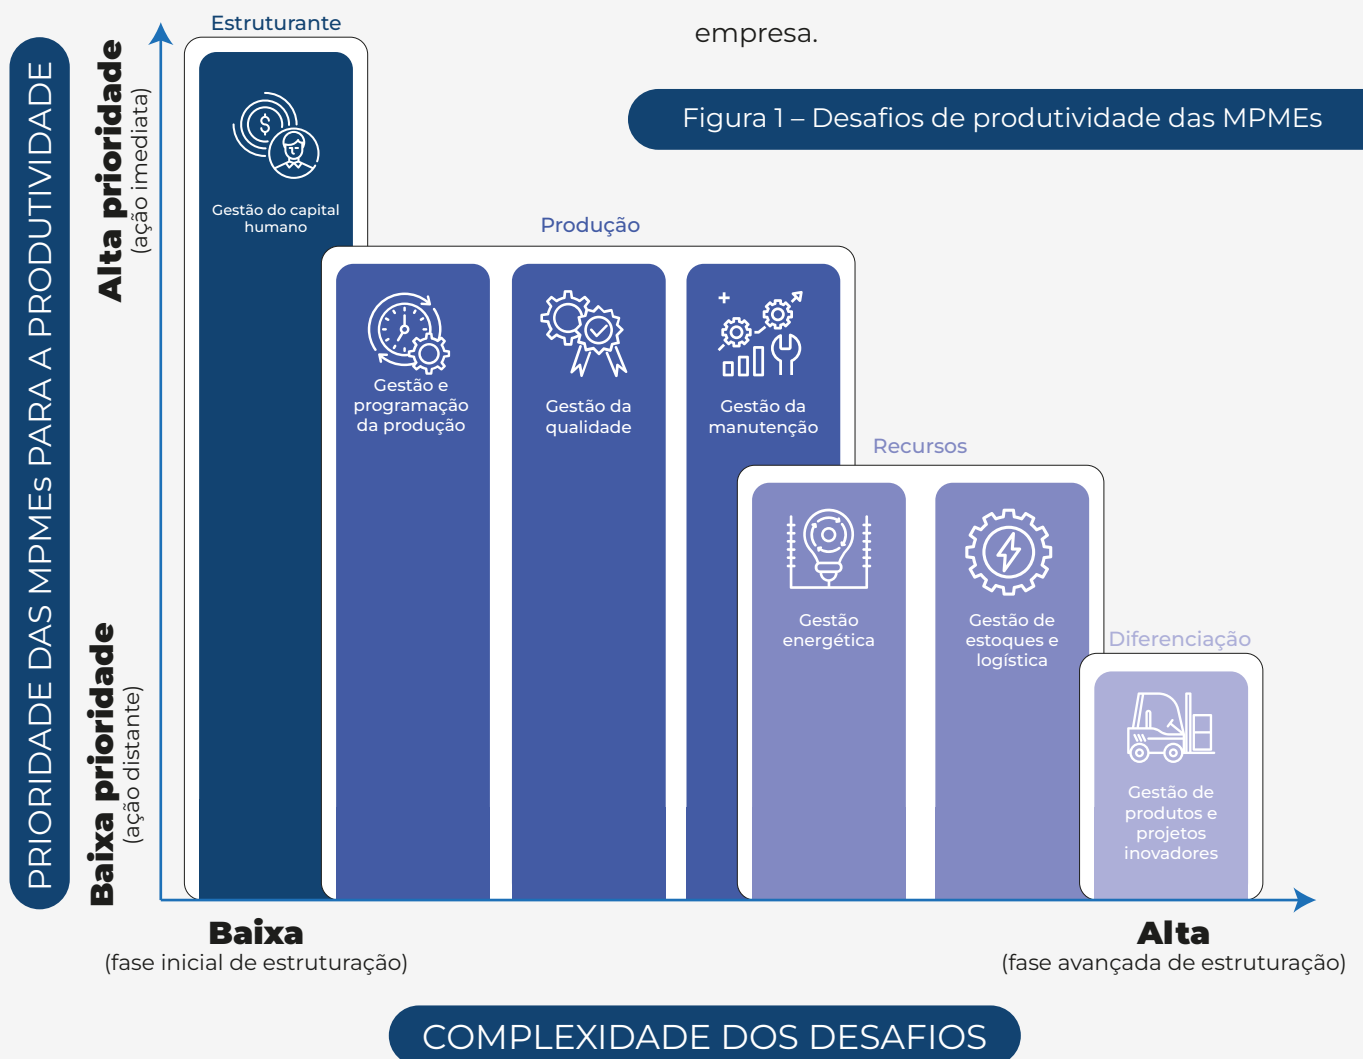 empresa.
Figura 1 – Desafios de produtividade das MPMEs
PRIORIDADE DAS MPMEs PARA A PRODUTIVIDADE
Alta prioridade
(ação imediata)
Baixa prioridade
(ação distante)
Estruturante
$
Gestão do capital
humano
Produção
Gestão e
programação
da produção
Gestão da
qualidade
Gestão da
manutenção
Recursos
Gestão
energética
Gestão de
estoques e
logística
Diferenciação
Gestão de
produtos e
projetos
inovadores
Baixa
(fase inicial de estruturação)
Alta
(fase avançada de estruturação)
COMPLEXIDADE DOS DESAFIOS